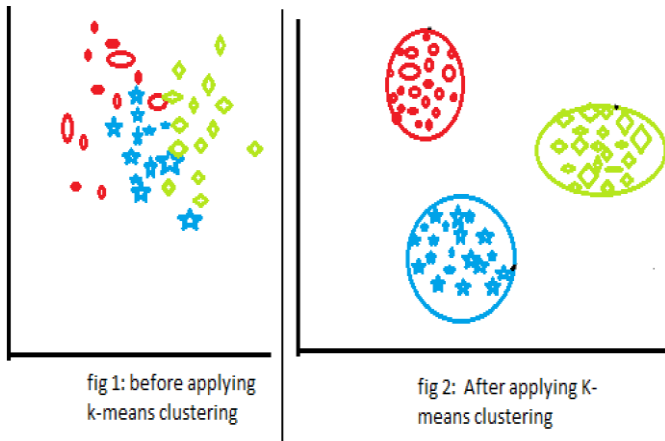 fig 1: before applying
k-means clustering
fig 2:  After applying K-
means clustering